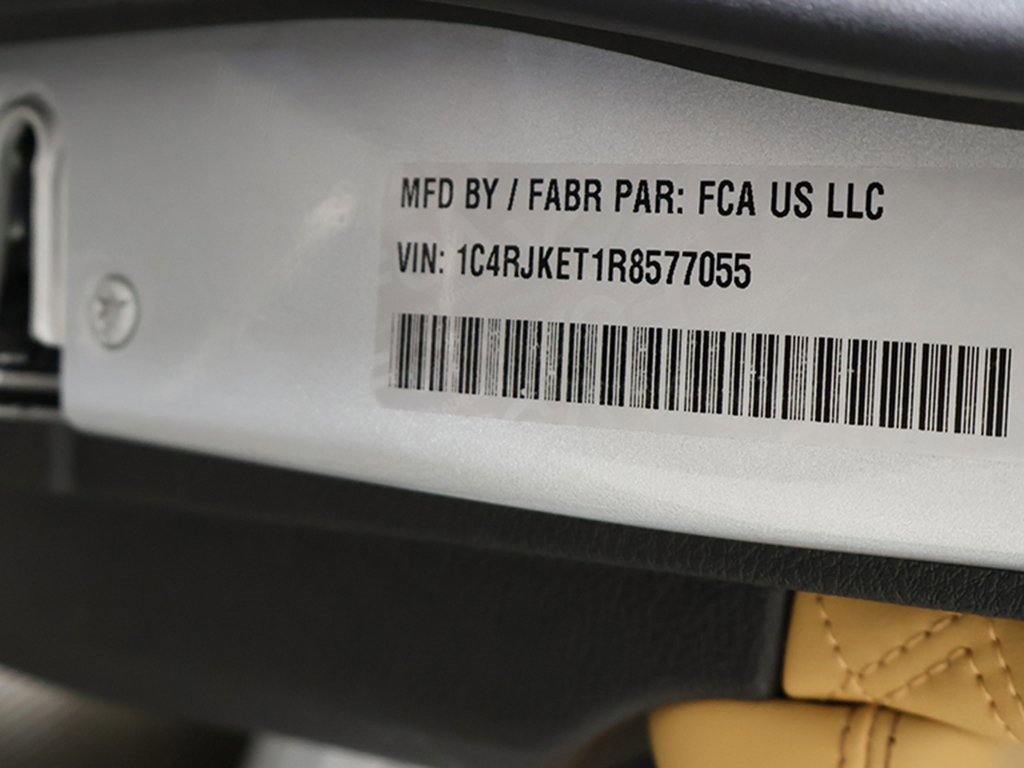 MFD BY / FABR PAR: FCA US LLC
VIN: 1C4RJKET1R8577055